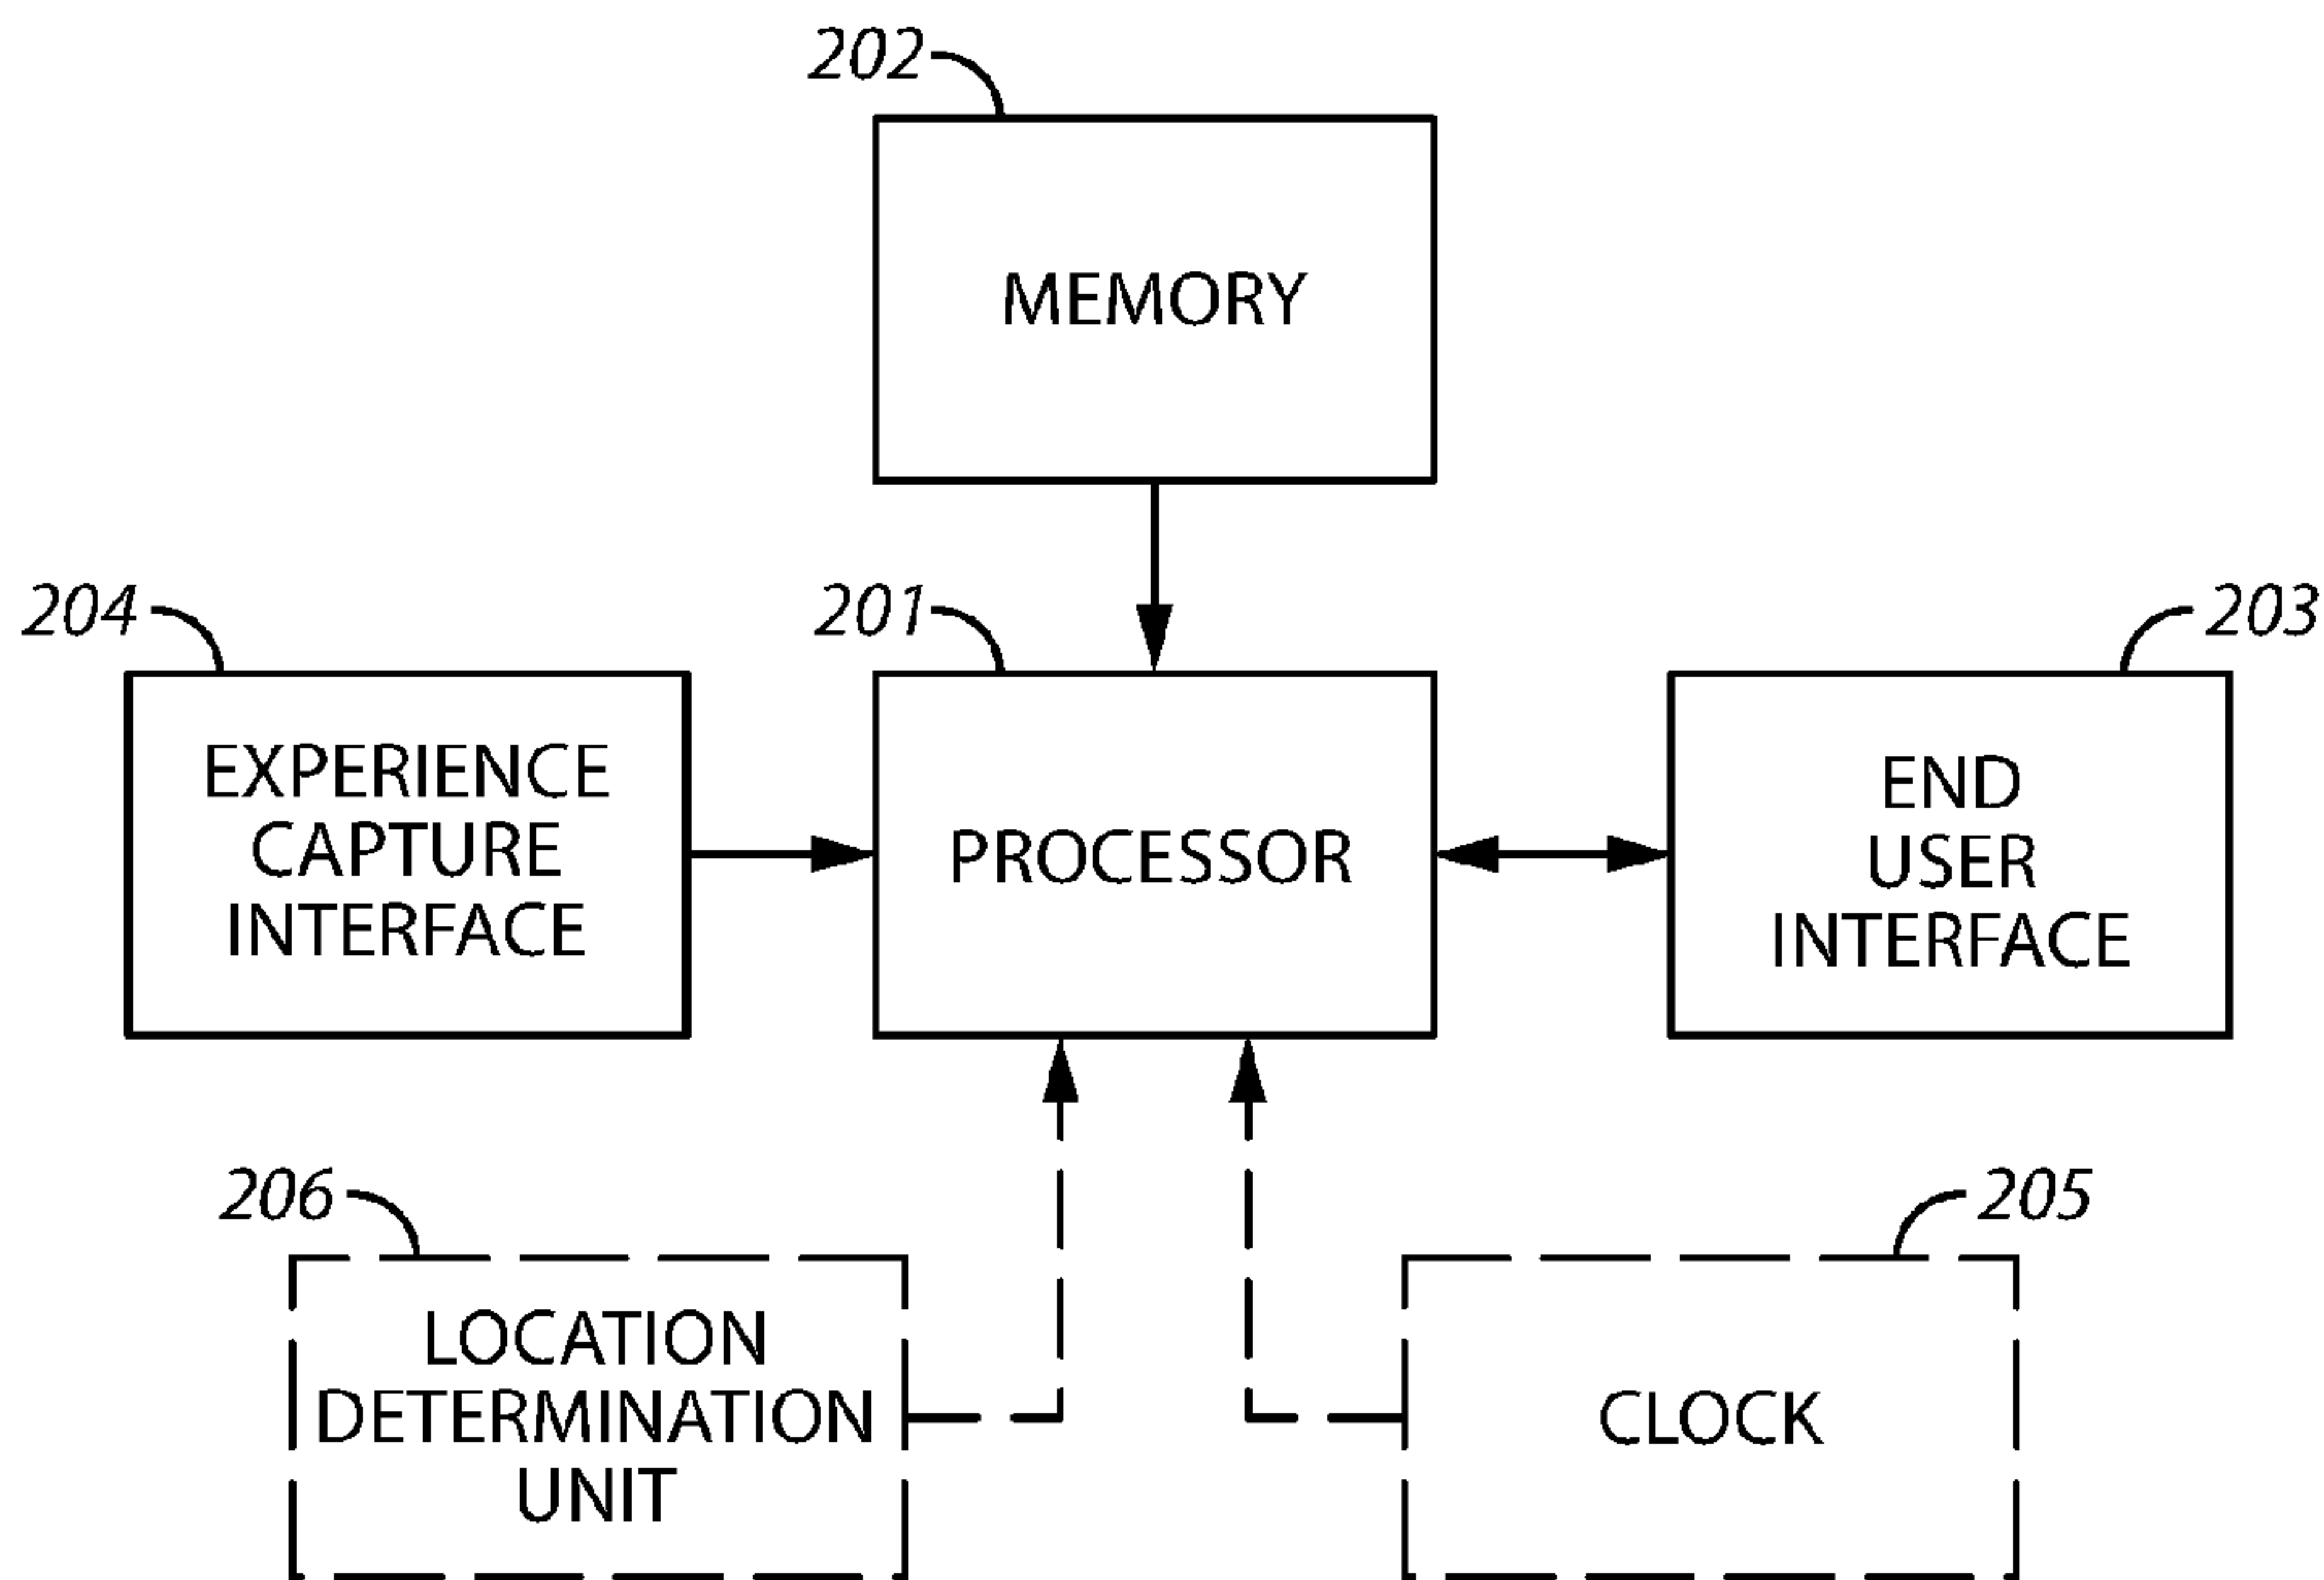 202
MEMORY
204
201
203
EXPERIENCE
CAPTURE
INTERFACE
PROCESSOR
END
USER
INTERFACE
206
205
LOCATION
DETERMINATION
UNIT
CLOCK